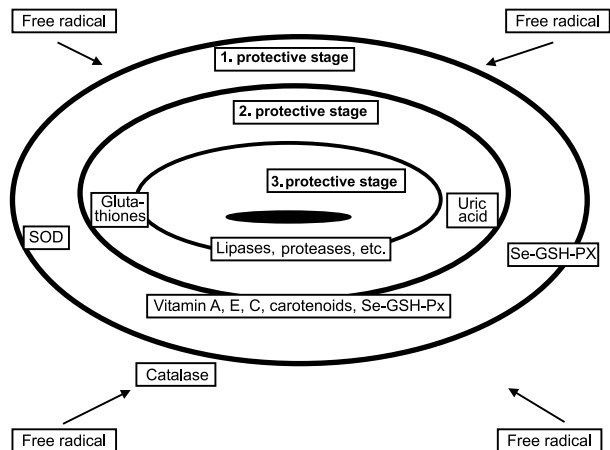 Free radical
Free radical
1. protective stage
2. protective stage
3. protective stage
Gluta-
thiones
Uric
acid
SOD
Lipases, proteases, etc.
Se-GSH-PX
Vitamin A, E, C, carotenoids, Se-GSH-Px
Catalase
Free radical
Free radical